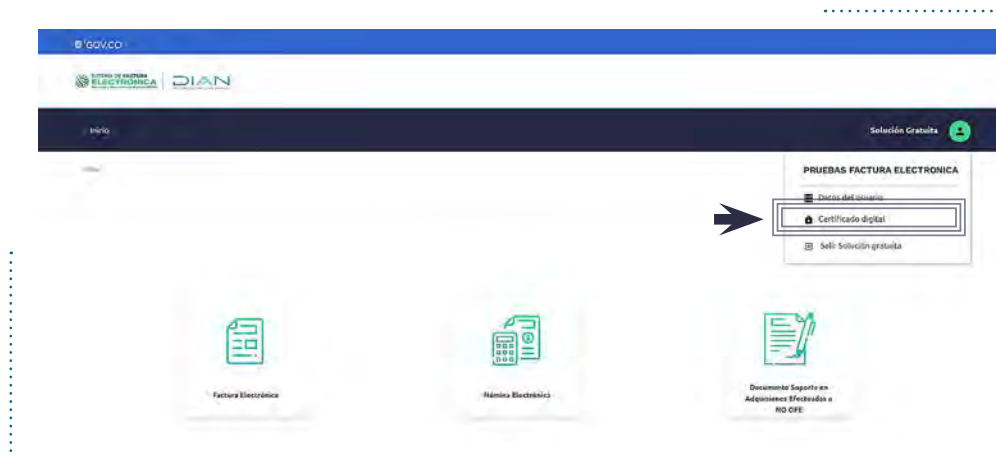 GOV.CO
SISTEMA DE FACTURA
ELECTRÓNICA
DIAN
Inicio
Solución Gratuita
PRUEBAS FACTURA ELECTRONICA
Datos del usuario
Certificado digital
Salir Solución gratuita
Factura Electrónica
Nómina Electrónica
Documento Soporte en
Adquisiones Efectuadas a
NO OFE